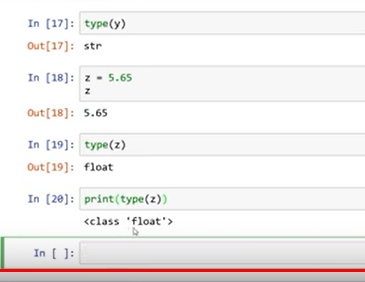 In [17]: type(y)
Out[17]: str
In [18]: z = 5.65
z
Out[18]: 5.65
In [19]: type(z)
Out[19]: float
In [20]: print(type(z))
<class 'float'>
In [ ]: